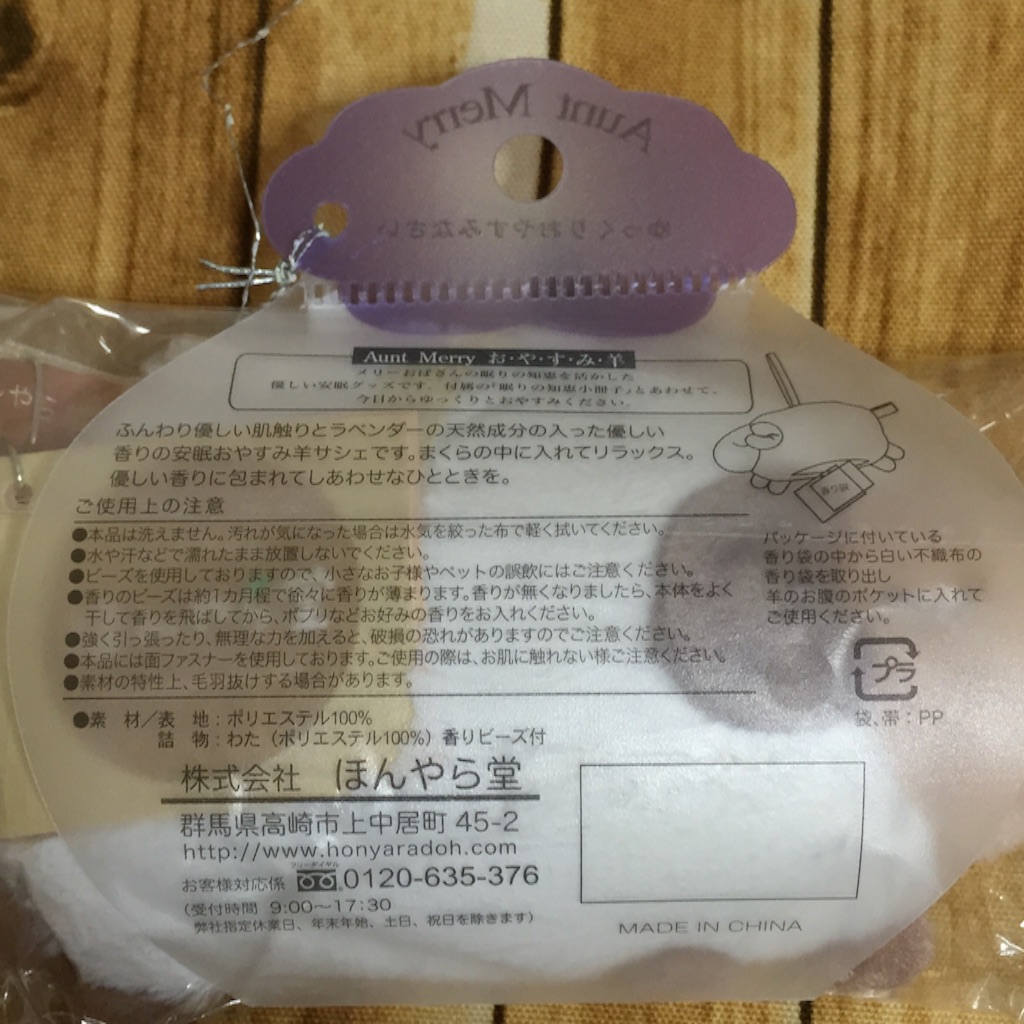 Aunt Merry
ゆっくりおやすみなさい
Aunt Merry お・や・す・み・羊
メリーおばさんの眠りの知恵を活かした
優しい安眠グッズです。付属の「眠りの知恵小冊子」とあわせて、
今日からゆっくりとおやすみください。
ふんわり優しい肌触りとラベンダーの天然成分の入った優しい
香りの安眠おやすみ羊サシェです。まくらの中に入れてリラックス。
優しい香りに包まれてしあわせなひとときを。
香り袋
ご使用上の注意
●本品は洗えません。汚れが気になった場合は水気を絞った布で軽く拭いてください。
●水や汗などで濡れたまま放置しないでください。
●ビーズを使用しておりますので、小さなお子様やペットの誤飲にはご注意ください。
●香りのビーズは約1カ月程で徐々に香りが薄まります。香りが無くなりましたら、本体をよく
干して香りを飛ばしてから、ポプリなどお好みの香りをお入れください。
●強く引っ張ったり、無理な力を加えると、破損の恐れがありますのでご注意ください。
●本品には面ファスナーを使用しております。ご使用の際は、お肌に触れない様ご注意ください。
●素材の特性上、毛羽抜けする場合があります。
パッケージに付いている
香り袋の中から白い不織布の
香り袋を取り出し
羊のお腹のポケットに入れて
ご使用ください。
プラ
袋、帯：PP
●素　材／表　地：ポリエステル100%
詰　物：わた（ポリエステル100%）香りビーズ付
株式会社　ほんやら堂
群馬県高崎市上中居町 45-2
http://www.honyaradoh.com
お客様対応係 フリーダイヤル 0120-635-376
（受付時間 9:00〜17:30
弊社指定休業日、年末年始、土日、祝日を除きます）
MADE IN CHINA